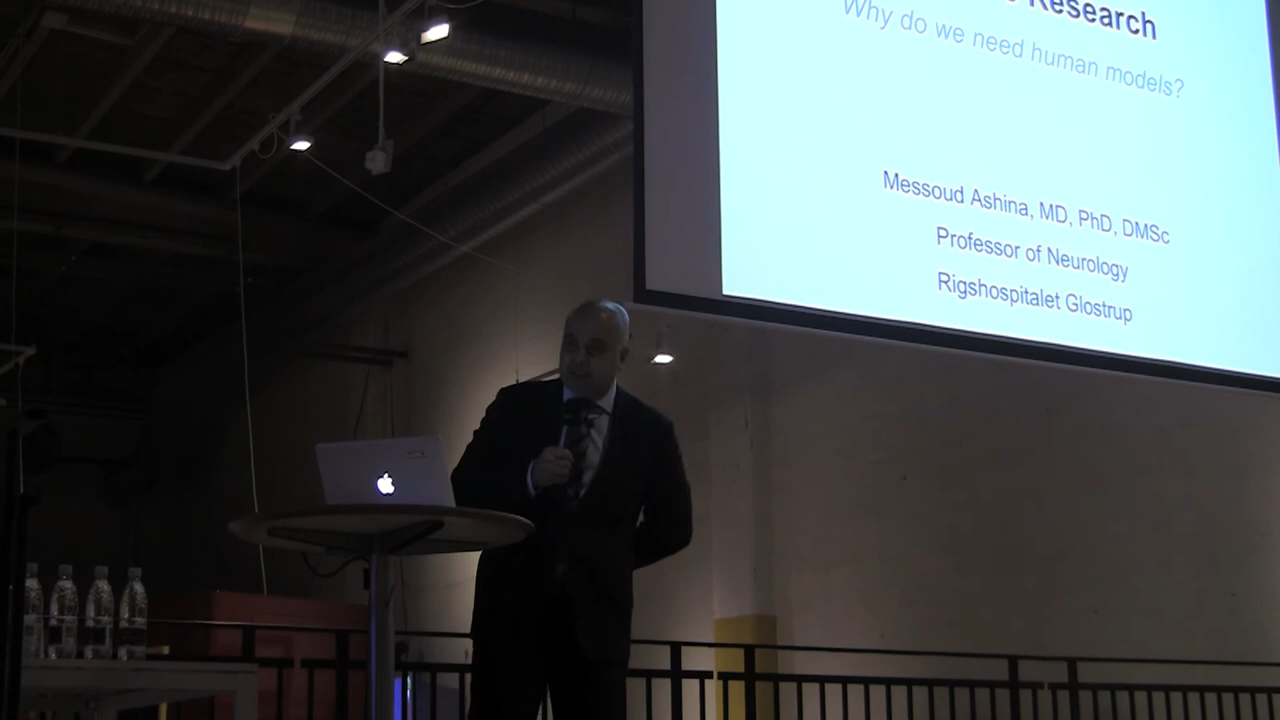 Research
Why do we need human models?
Messoud Ashina, MD, PhD, DMSc
Professor of Neurology
Rigshospitalet Glostrup